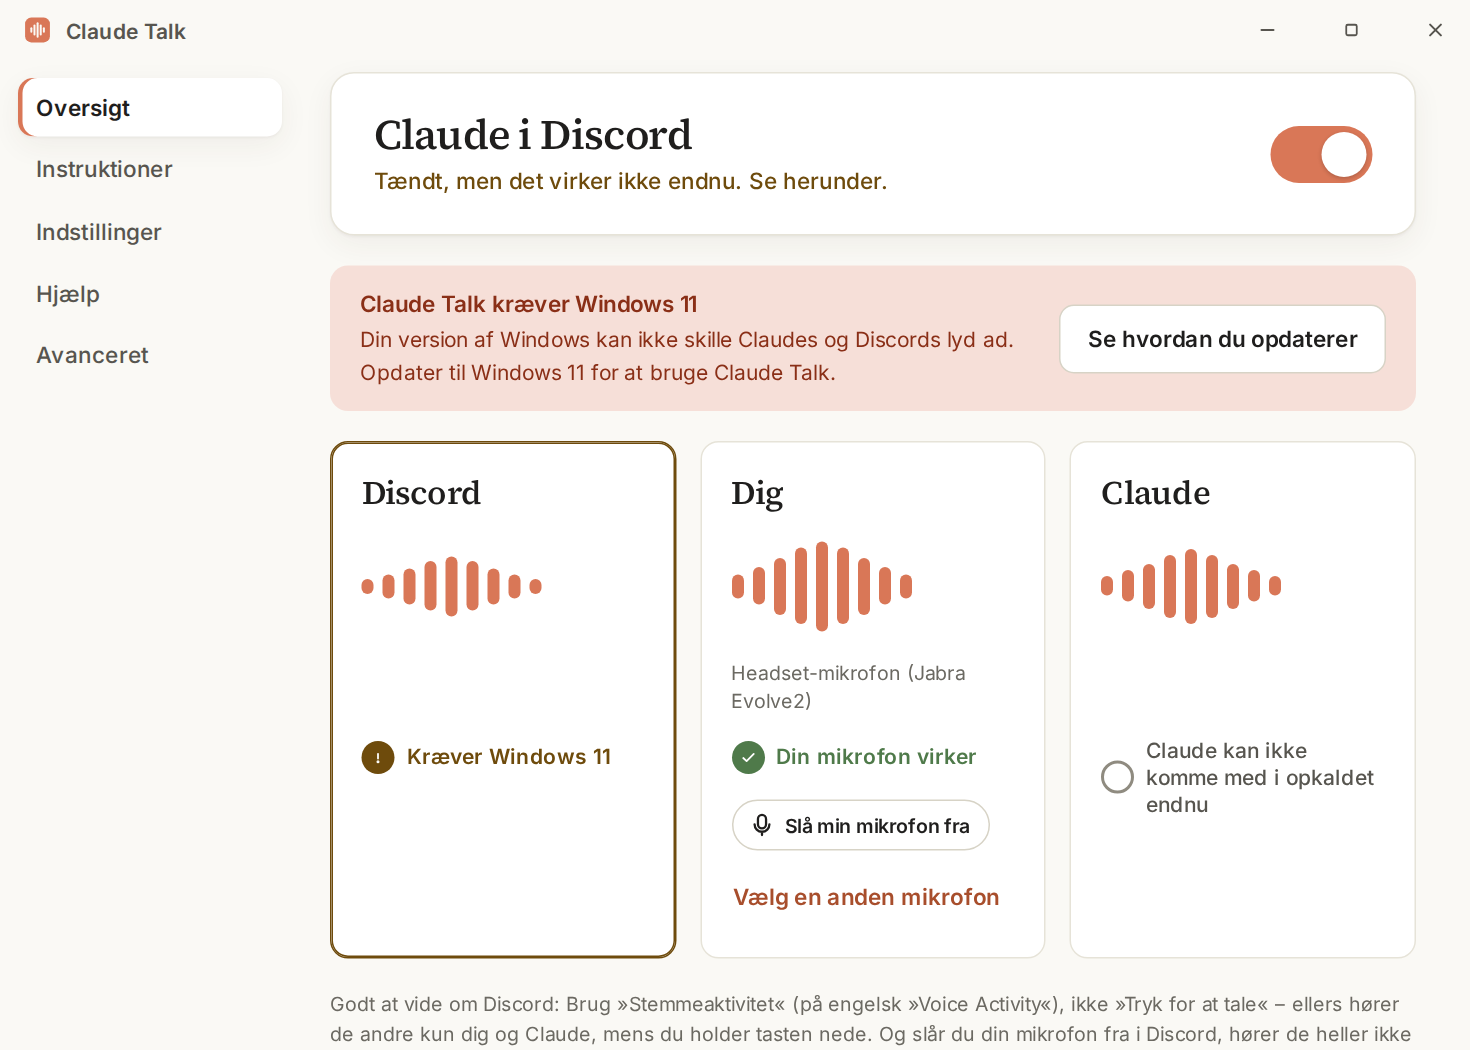 Claude Talk
Oversigt
Instruktioner
Indstillinger
Hjælp
Avanceret
Claude i Discord
Tændt, men det virker ikke endnu. Se herunder.
Claude Talk kræver Windows 11
Din version af Windows kan ikke skille Claudes og Discords lyd ad.
Opdater til Windows 11 for at bruge Claude Talk.
Se hvordan du opdaterer
Discord
Kræver Windows 11
Dig
Headset-mikrofon (Jabra
Evolve2)
Din mikrofon virker
Slå min mikrofon fra
Vælg en anden mikrofon
Claude
Claude kan ikke
komme med i opkaldet
endnu
Godt at vide om Discord: Brug »Stemmeaktivitet« (på engelsk »Voice Activity«), ikke »Tryk for at tale« – ellers hører
de andre kun dig og Claude, mens du holder tasten nede. Og slår du din mikrofon fra i Discord, hører de heller ikke